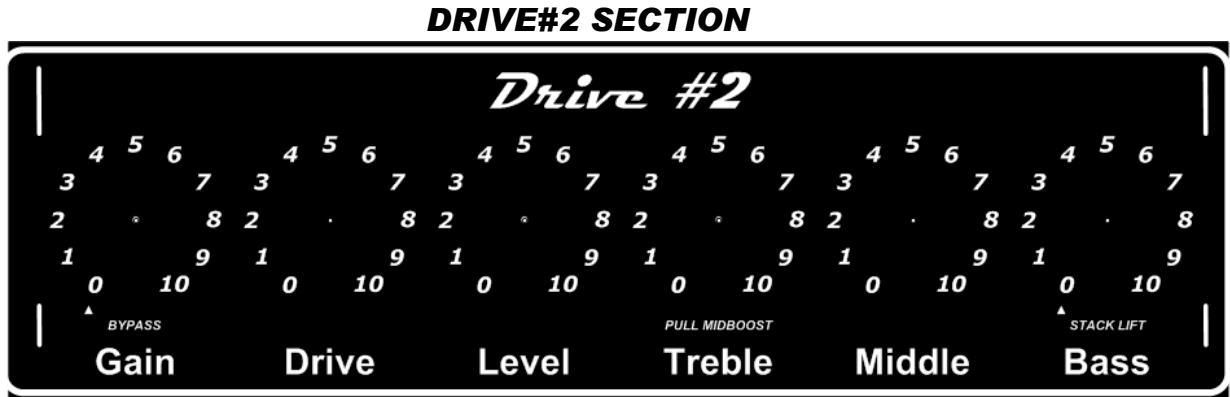 DRIVE#2 SECTION
Drive #2
4 5 6 4 5 6 4 5 6 4 5 6 4 5 6 4 5 6
3 7 3 7 3 7 3 7 3 7 3 7
2 8 2 8 2 8 2 8 2 8 2 8
1 9 1 9 1 9 1 9 1 9 1 9
0 10 0 10 0 10 0 10 0 10 0 10
BYPASS PULL MIDBOOST STACK LIFT
Gain Drive Level Treble Middle Bass